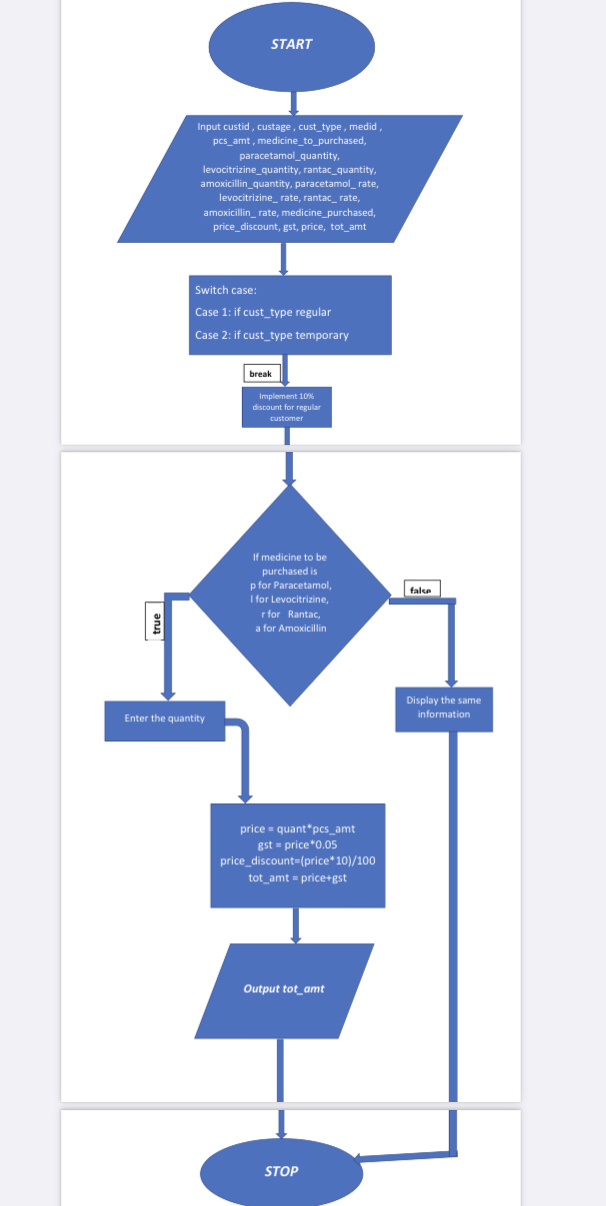 START
Input custid , custage , cust_type , medid ,
pcs_amt , medicine_to_purchased,
paracetamol_quantity,
levocitrizine_quantity, rantac_quantity,
amoxicillin_quantity, paracetamol_ rate,
levocitrizine_ rate, rantac_ rate,
amoxicillin_ rate, medicine_purchased,
price_discount, gst, price, tot_amt
Switch case:
Case 1: if cust_type regular
Case 2: if cust_type temporary
break
Implement 10%
discount for regular
customer
If medicine to be
purchased is
p for Paracetamol,
l for Levocitrizine,
r for Rantac,
a for Amoxicillin
true
false
Enter the quantity
Display the same
information
price = quant*pcs_amt
gst = price*0.05
price_discount=(price*10)/100
tot_amt = price+gst
Output tot_amt
STOP